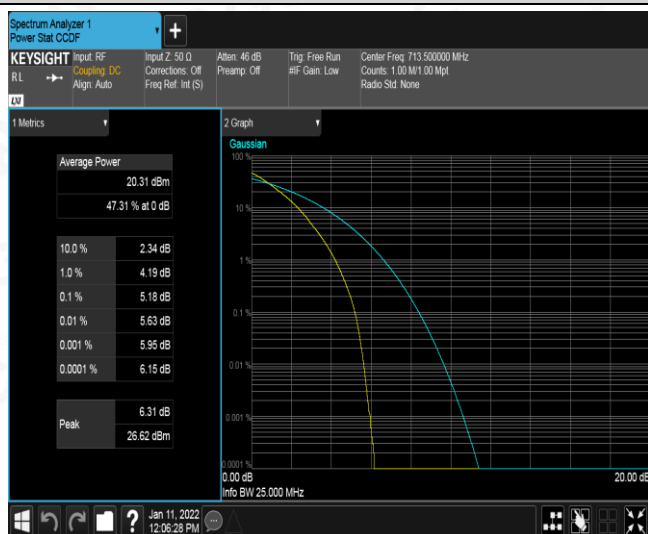 Spectrum Analyzer 1
Power Stat CCDF
+
KEYSIGHT
RL
LXI
Input: RF
Coupling: DC
Align: Auto
Input Z: 50 Ω
Corrections: Off
Freq Ref: Int (S)
Atten: 46 dB
Preamp: Off
Trig: Free Run
#IF Gain: Low
Center Freq: 713.500000 MHz
Counts: 1.00 M/1.00 Mpt
Radio Std: None
1 Metrics
Average Power
20.31 dBm
47.31 % at 0 dB
10.0 % 2.34 dB
1.0 % 4.19 dB
0.1 % 5.18 dB
0.01 % 5.63 dB
0.001 % 5.95 dB
0.0001 % 6.15 dB
Peak
6.31 dB
26.62 dBm
2 Graph
Gaussian
100 %
10 %
1 %
0.1 %
0.01 %
0.001 %
0.0001 %
0.00 dB 20.00 dB
Info BW 25.000 MHz
?
Jan 11, 2022
12:06:28 PM